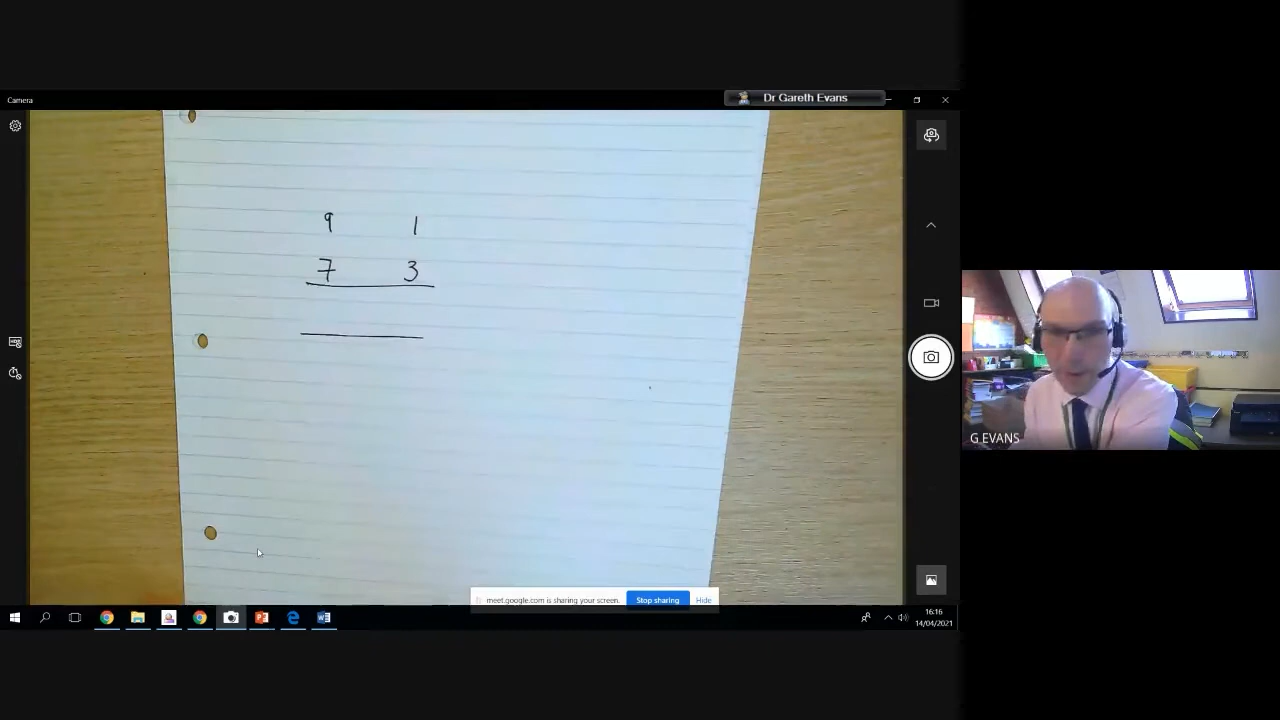 Camera
Dr Gareth Evans
9 1
7 3
G EVANS
meet.google.com is sharing your screen. Stop sharing Hide
16:16
14/04/2021